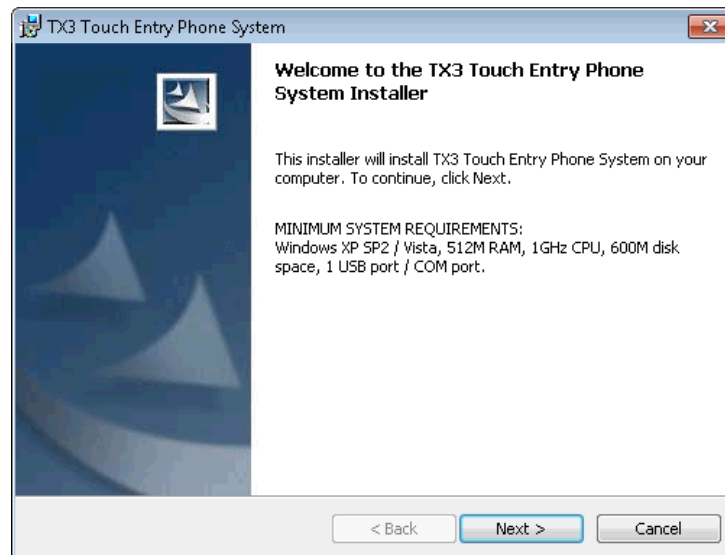 TX3 Touch Entry Phone System
Welcome to the TX3 Touch Entry Phone
System Installer
This installer will install TX3 Touch Entry Phone System on your
computer. To continue, click Next.
MINIMUM SYSTEM REQUIREMENTS:
Windows XP SP2 / Vista, 512M RAM, 1GHz CPU, 600M disk
space, 1 USB port / COM port.
< Back Next > Cancel